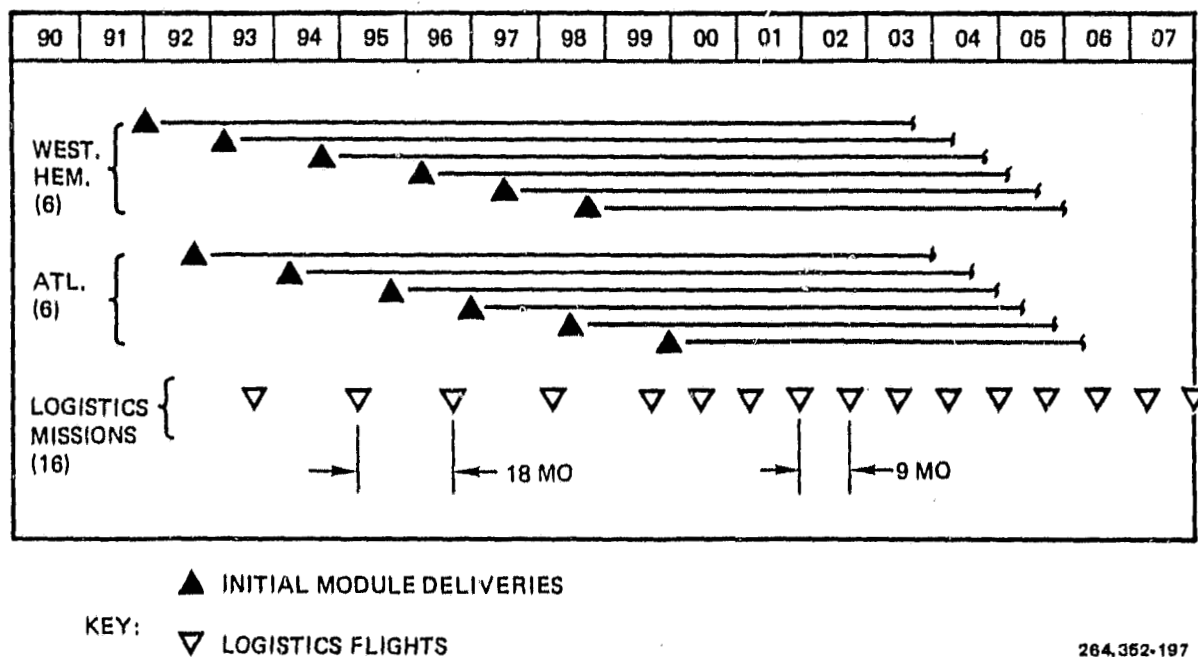 90 91 92 93 94 95 96 97 98 99 00 01 02 03 04 05 06 07
WEST.
HEM.
(6)
ATL.
(6)
LOGISTICS
MISSIONS
(16)
18 MO
9 MO
INITIAL MODULE DELIVERIES
KEY:
LOGISTICS FLIGHTS
264,352-197